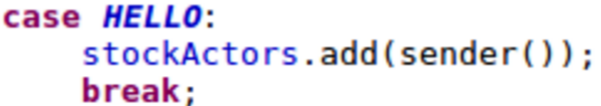 case HELLO:
    stockActors.add(sender());
    break;